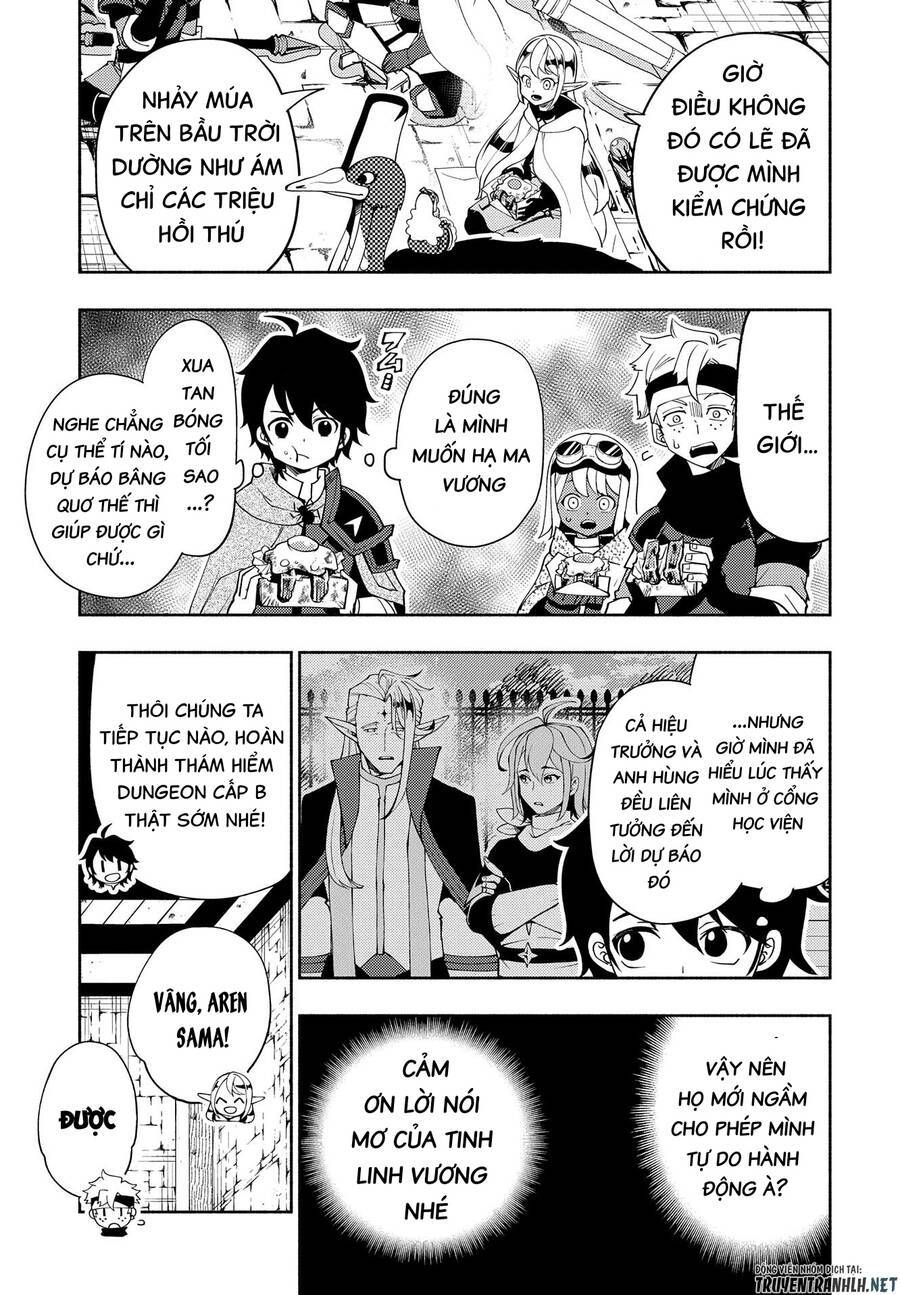 GIỜ
ĐIỀU KHÔNG
ĐÓ CÓ LẼ ĐÃ
ĐƯỢC MÌNH
KIỂM CHỨNG
RỒI!
NHẢY MÚA
TRÊN BẦU TRỜI
DƯỜNG NHƯ ÁM
CHỈ CÁC TRIỆU
HỒI THÚ
THẾ
GIỚI...
ĐÚNG
LÀ MÌNH
MUỐN HẠ MA
VƯƠNG
XUA
TAN
BÓNG
TỐI
SAO
...?
NGHE CHẲNG
CỤ THỂ TÍ NÀO,
DỰ BÁO BÂNG
QUƠ THẾ THÌ
GIÚP ĐƯỢC GÌ
CHỨ...
...NHƯNG
GIỜ MÌNH ĐÃ
HIỂU LÚC THẤY
MÌNH Ở CỔNG
HỌC VIỆN
CẢ HIỆU
TRƯỞNG VÀ
ANH HÙNG
ĐỀU LIÊN
TƯỞNG ĐẾN
LỜI DỰ BÁO
ĐÓ
THÔI CHÚNG TA
TIẾP TỤC NÀO, HOÀN
THÀNH THÁM HIỂM
DUNGEON CẤP B
THẬT SỚM NHÉ!
VÂNG, AREN
SAMA!
ĐƯỢC
VẬY NÊN
HỌ MỚI NGẦM
CHO PHÉP MÌNH
TỰ DO HÀNH
ĐỘNG À?
CẢM
ƠN LỜI NÓI
MƠ CỦA TINH
LINH VƯƠNG
NHÉ
ĐỘNG VIÊN NHÓM DỊCH TẠI:
TRUYENTRANHLH.NET